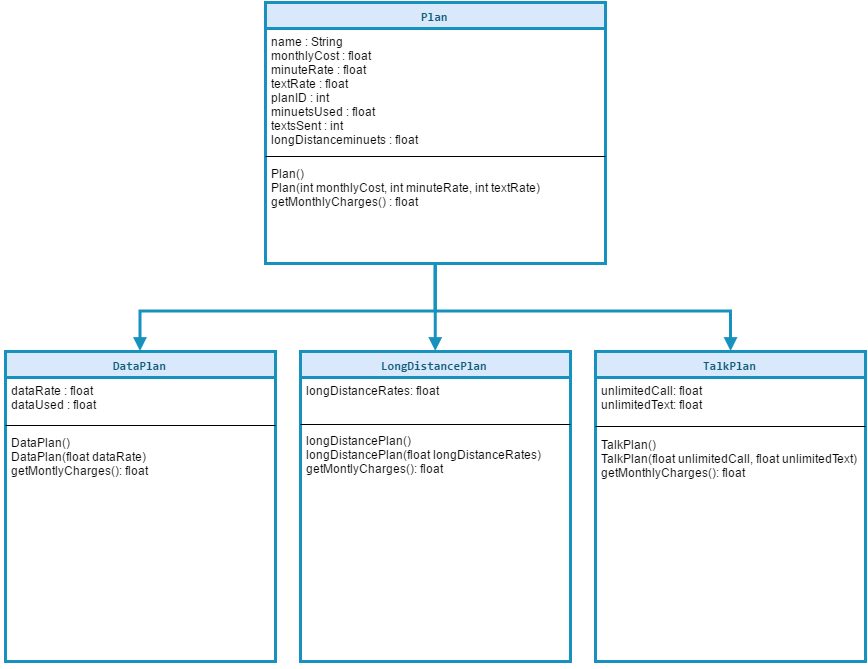 Plan
name : String
monthlyCost : float
minuteRate : float
textRate : float
planID : int
minuetsUsed : float
textsSent : int
longDistanceminuets : float
Plan()
Plan(int monthlyCost, int minuteRate, int textRate)
getMonthlyCharges() : float
DataPlan
dataRate : float
dataUsed : float
DataPlan()
DataPlan(float dataRate)
getMontlyCharges(): float
LongDistancePlan
longDistanceRates: float
longDistancePlan()
longDistancePlan(float longDistanceRates)
getMontlyCharges(): float
TalkPlan
unlimitedCall: float
unlimitedText: float
TalkPlan()
TalkPlan(float unlimitedCall, float unlimitedText)
getMonthlyCharges(): float